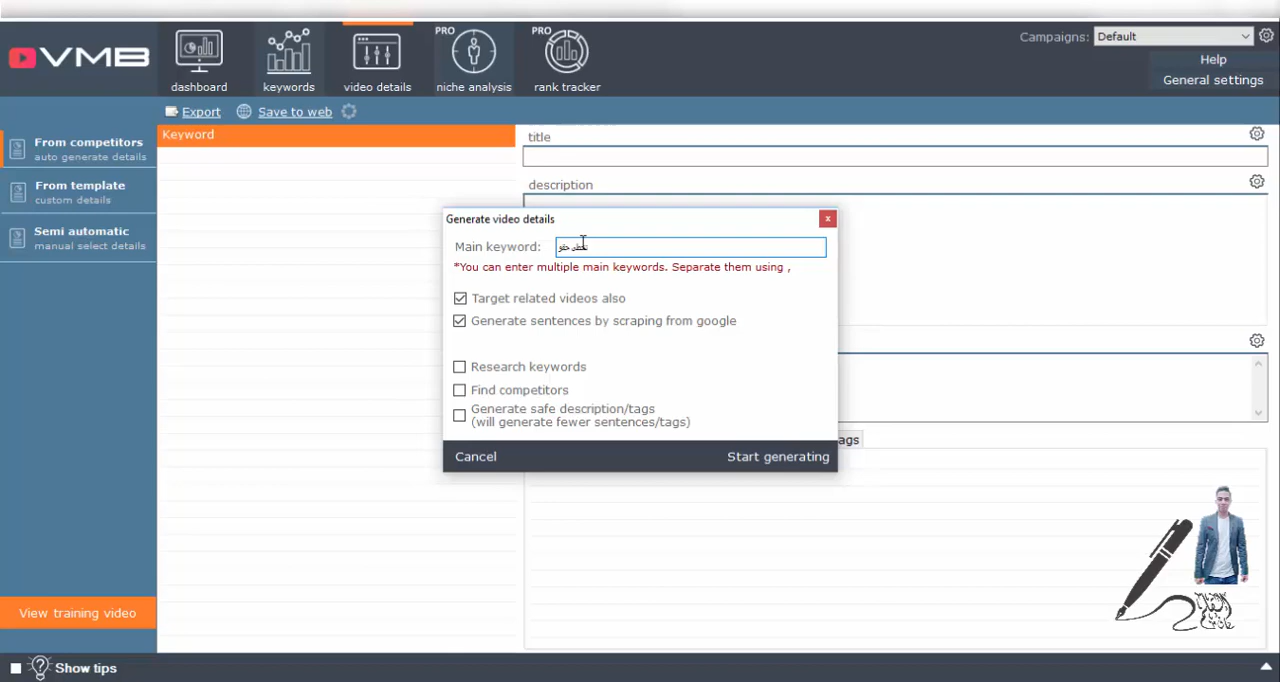 VMB
PRO
PRO
dashboard
keywords
video details
niche analysis
rank tracker
Campaigns: Default
Help
General settings
Export
Save to web
From competitors
auto generate details
From template
custom details
Semi automatic
manual select details
Keyword
title
description
Generate video details
x
Main keyword:
*You can enter multiple main keywords. Separate them using ,
Target related videos also
Generate sentences by scraping from google
Research keywords
Find competitors
Generate safe description/tags
(will generate fewer sentences/tags)
Cancel
Start generating
ags
View training video
Show tips